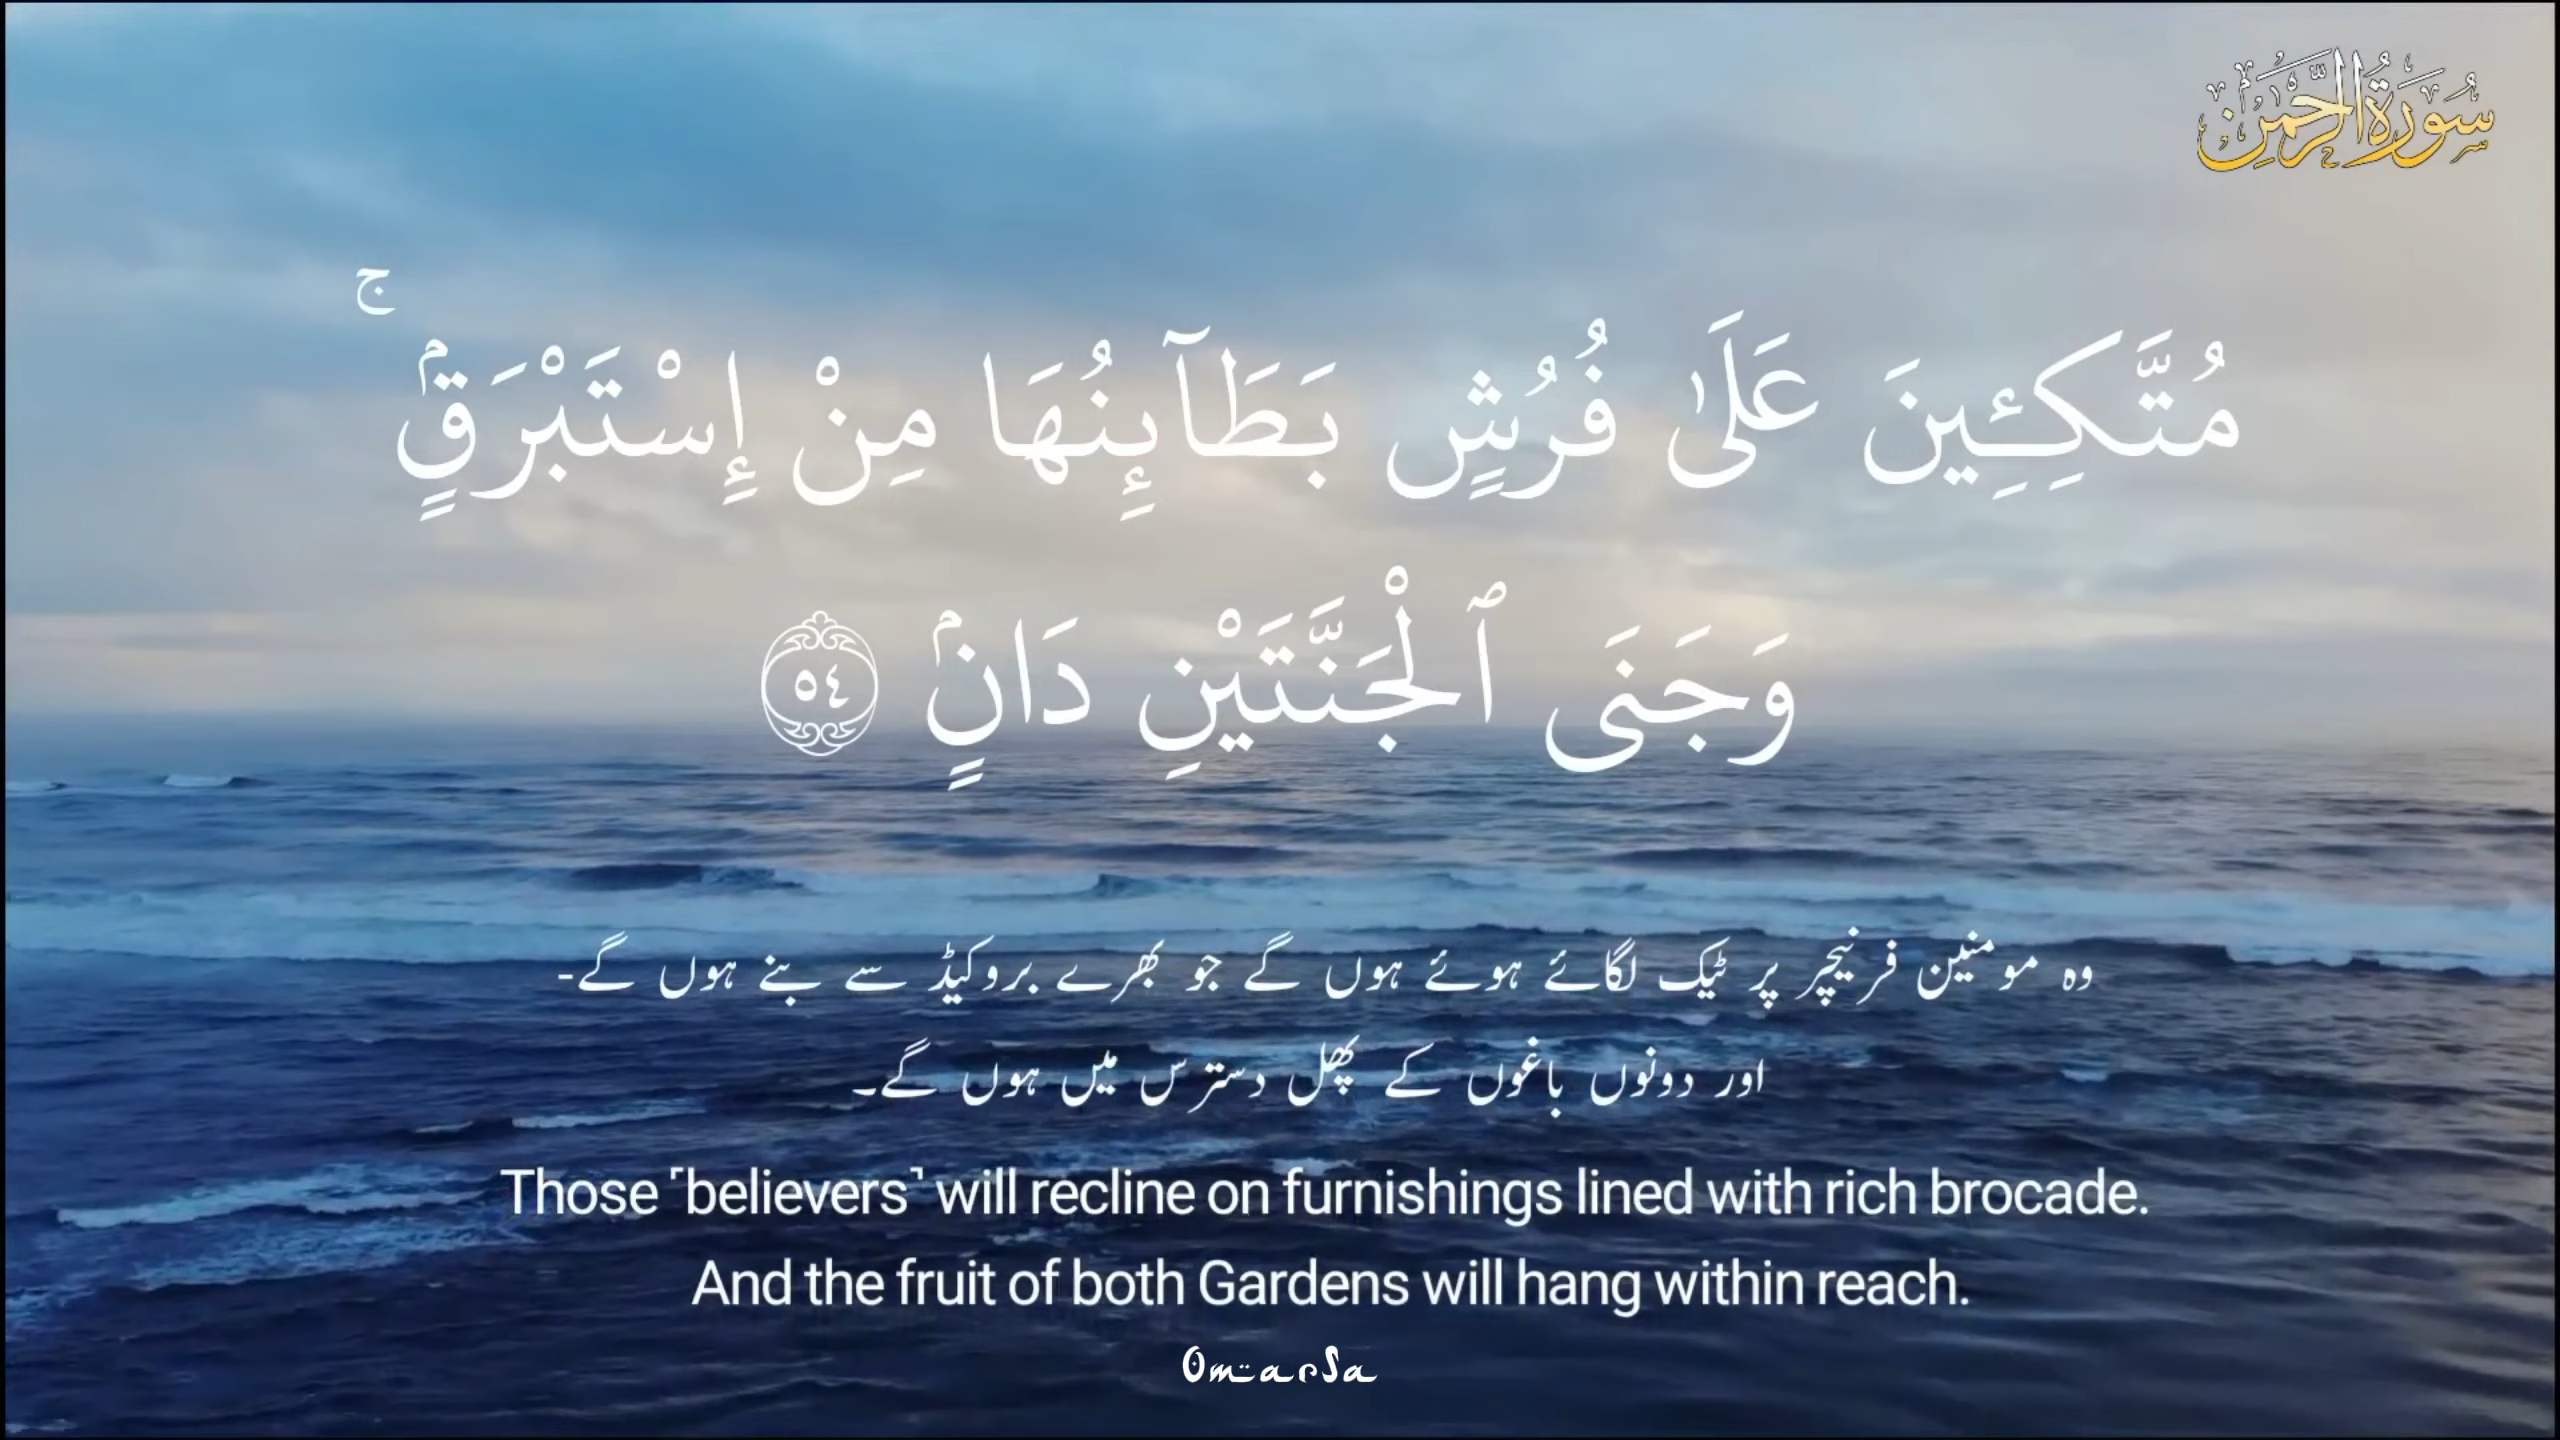 سُورَةُ الرَّحْمَٰن
مُتَّكِـِٔينَ عَلَىٰ فُرُشٍۭ بَطَآئِنُهَا مِنْ إِسْتَبْرَقٍۢ ۚ
وَجَنَى ٱلْجَنَّتَيْنِ دَانٍۢ ٥٤
وہ مومنین فرنیچر پر ٹیک لگائے ہوئے ہوں گے جو بھرے بروکیڈ سے بنے ہوں گے-
اور دونوں باغوں کے پھل دسترس میں ہوں گے۔
Those ˹believers˺ will recline on furnishings lined with rich brocade.
And the fruit of both Gardens will hang within reach.
OmarSa